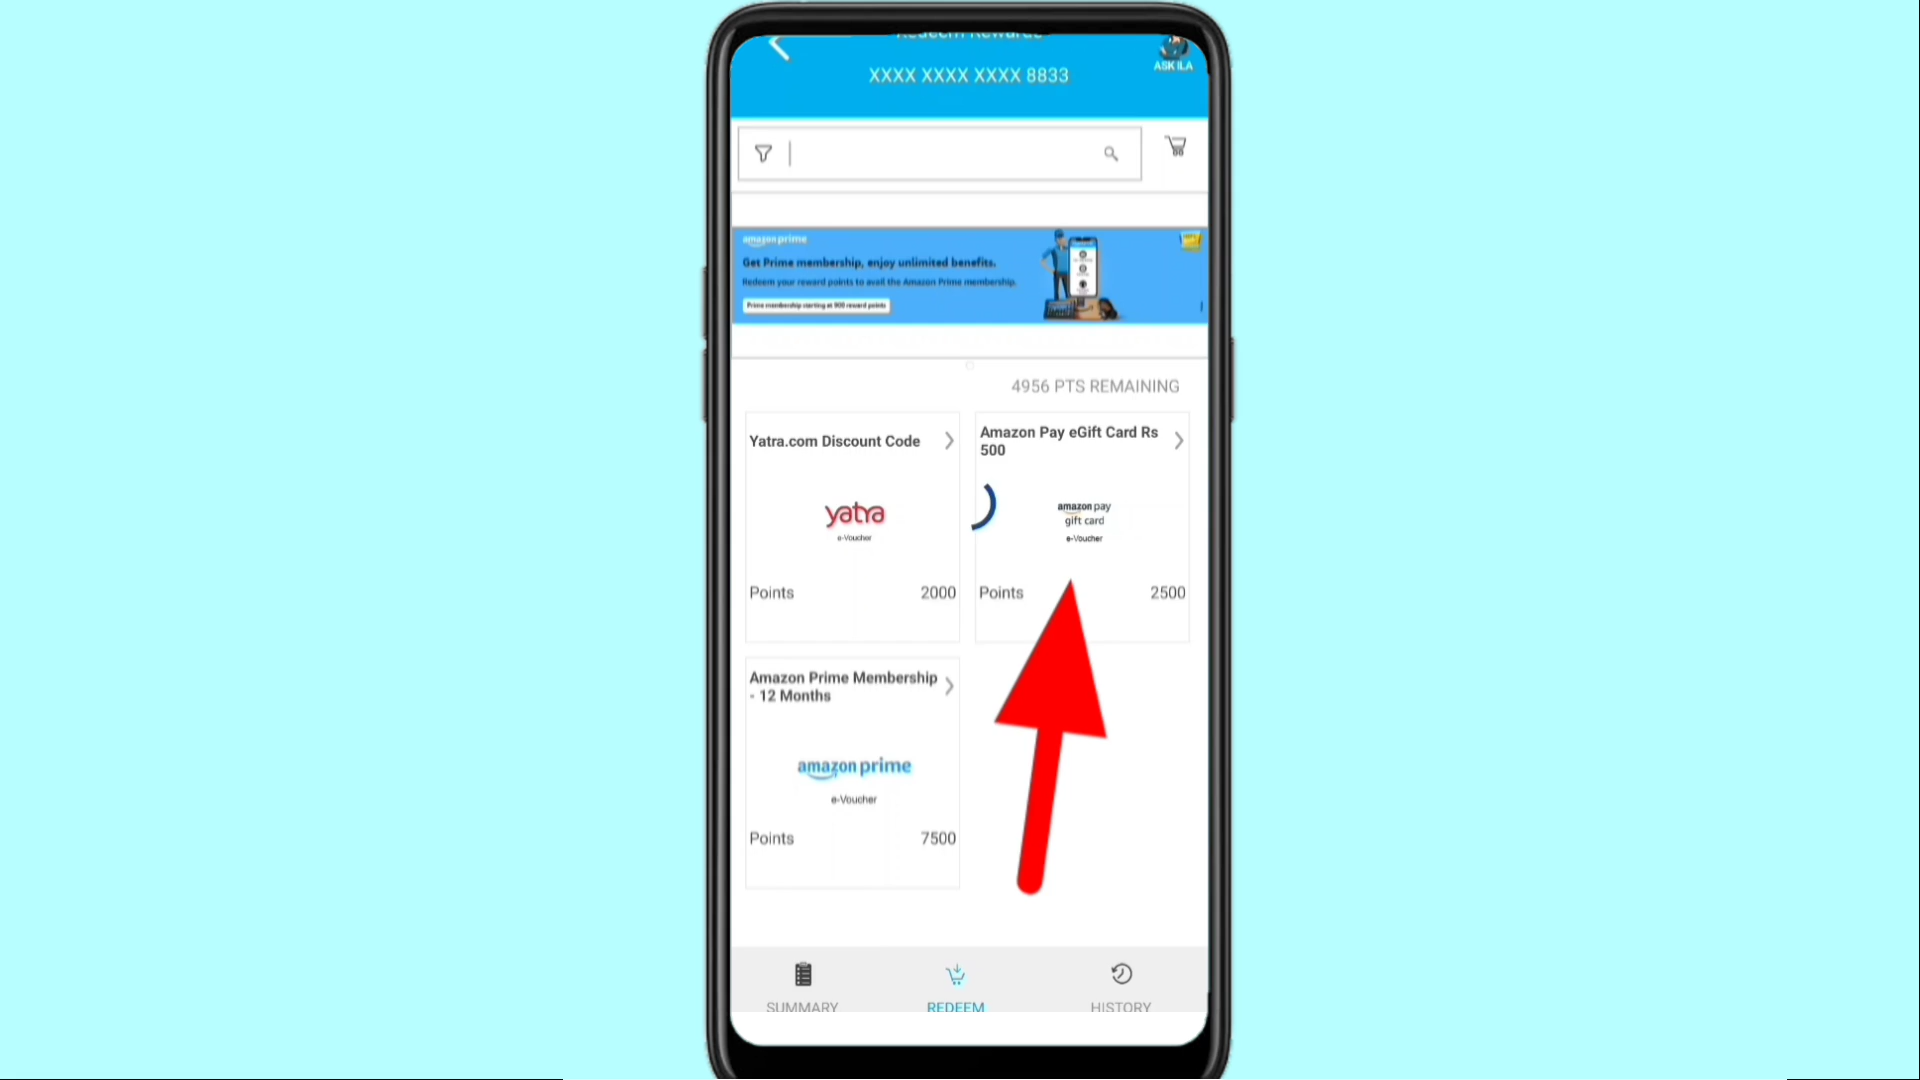 Redeem Rewards
ASK ILA
XXXX XXXX XXXX 8833
amazon prime
Get Prime membership, enjoy unlimited benefits.
Redeem your reward points to avail the Amazon Prime membership.
Prime membership starting at 900 reward points
4956 PTS REMAINING
Yatra.com Discount Code
yatra
e-Voucher
Points 2000
Amazon Pay eGift Card Rs
500
amazon pay
gift card
e-Voucher
Points 2500
Amazon Prime Membership
- 12 Months
amazon prime
e-Voucher
Points 7500
SUMMARY
REDEEM
HISTORY